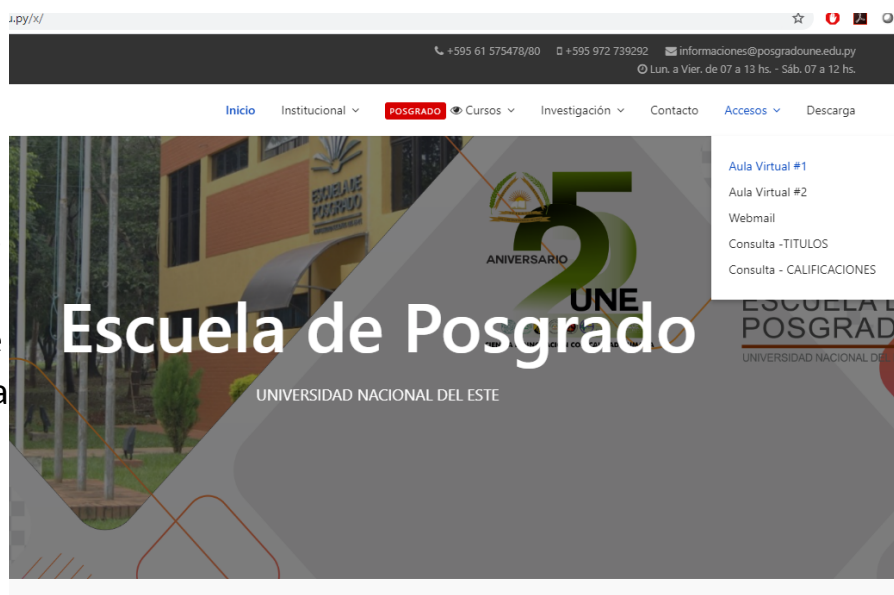 u.py/x/
+595 61 575478/80 +595 972 739292 informaciones@posgradoune.edu.py
Lun. a Vier. de 07 a 13 hs. - Sáb. 07 a 12 hs.
Inicio Institucional POSGRADO Cursos Investigación Contacto Accesos Descarga
Aula Virtual #1
Aula Virtual #2
Webmail
Consulta -TITULOS
Consulta - CALIFICACIONES
ESCUELA DE
POSGRADO
25
ANIVERSARIO
UNE
Escuela de Posgrado
UNIVERSIDAD NACIONAL DEL ESTE
ESCUELA D
POSGRAD
UNIVERSIDAD NACIONAL DE
a